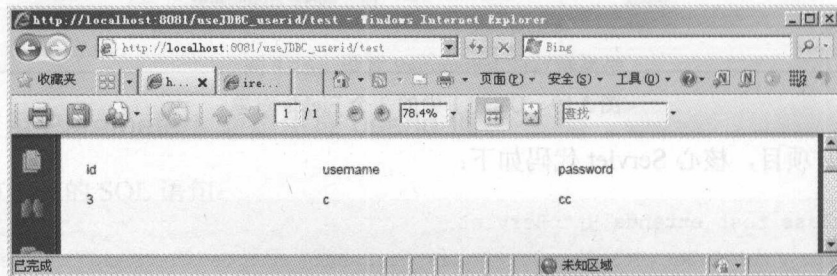 http://localhost:8081/useJDBC_userid/test - Windows Internet Explorer
http://localhost:8081/useJDBC_userid/test
Bing
收藏夹
h...
ire...
页面(P)
安全(S)
工具(O)
1 /1
78.4%
查找
id username password
3 c cc
已完成
未知区域